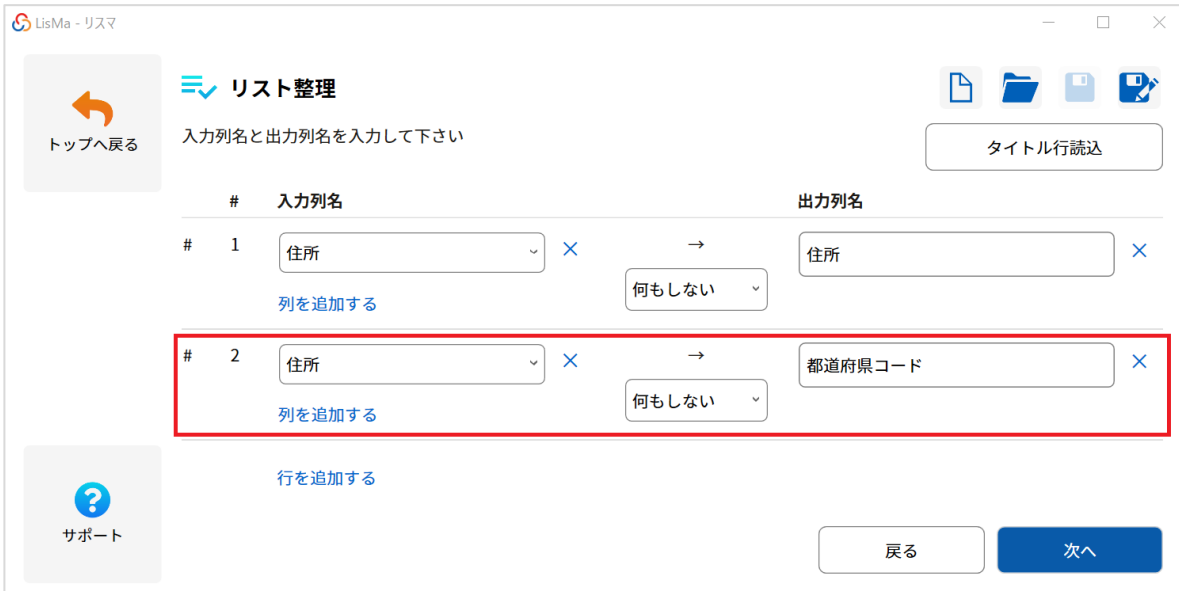 LisMa - リスマ
トップへ戻る
リスト整理
入力列名と出力列名を入力して下さい
タイトル行読込
# 入力列名 出力列名
# 1 住所 → 住所
何もしない
列を追加する
# 2 住所 → 都道府県コード
何もしない
列を追加する
行を追加する
サポート
戻る 次へ